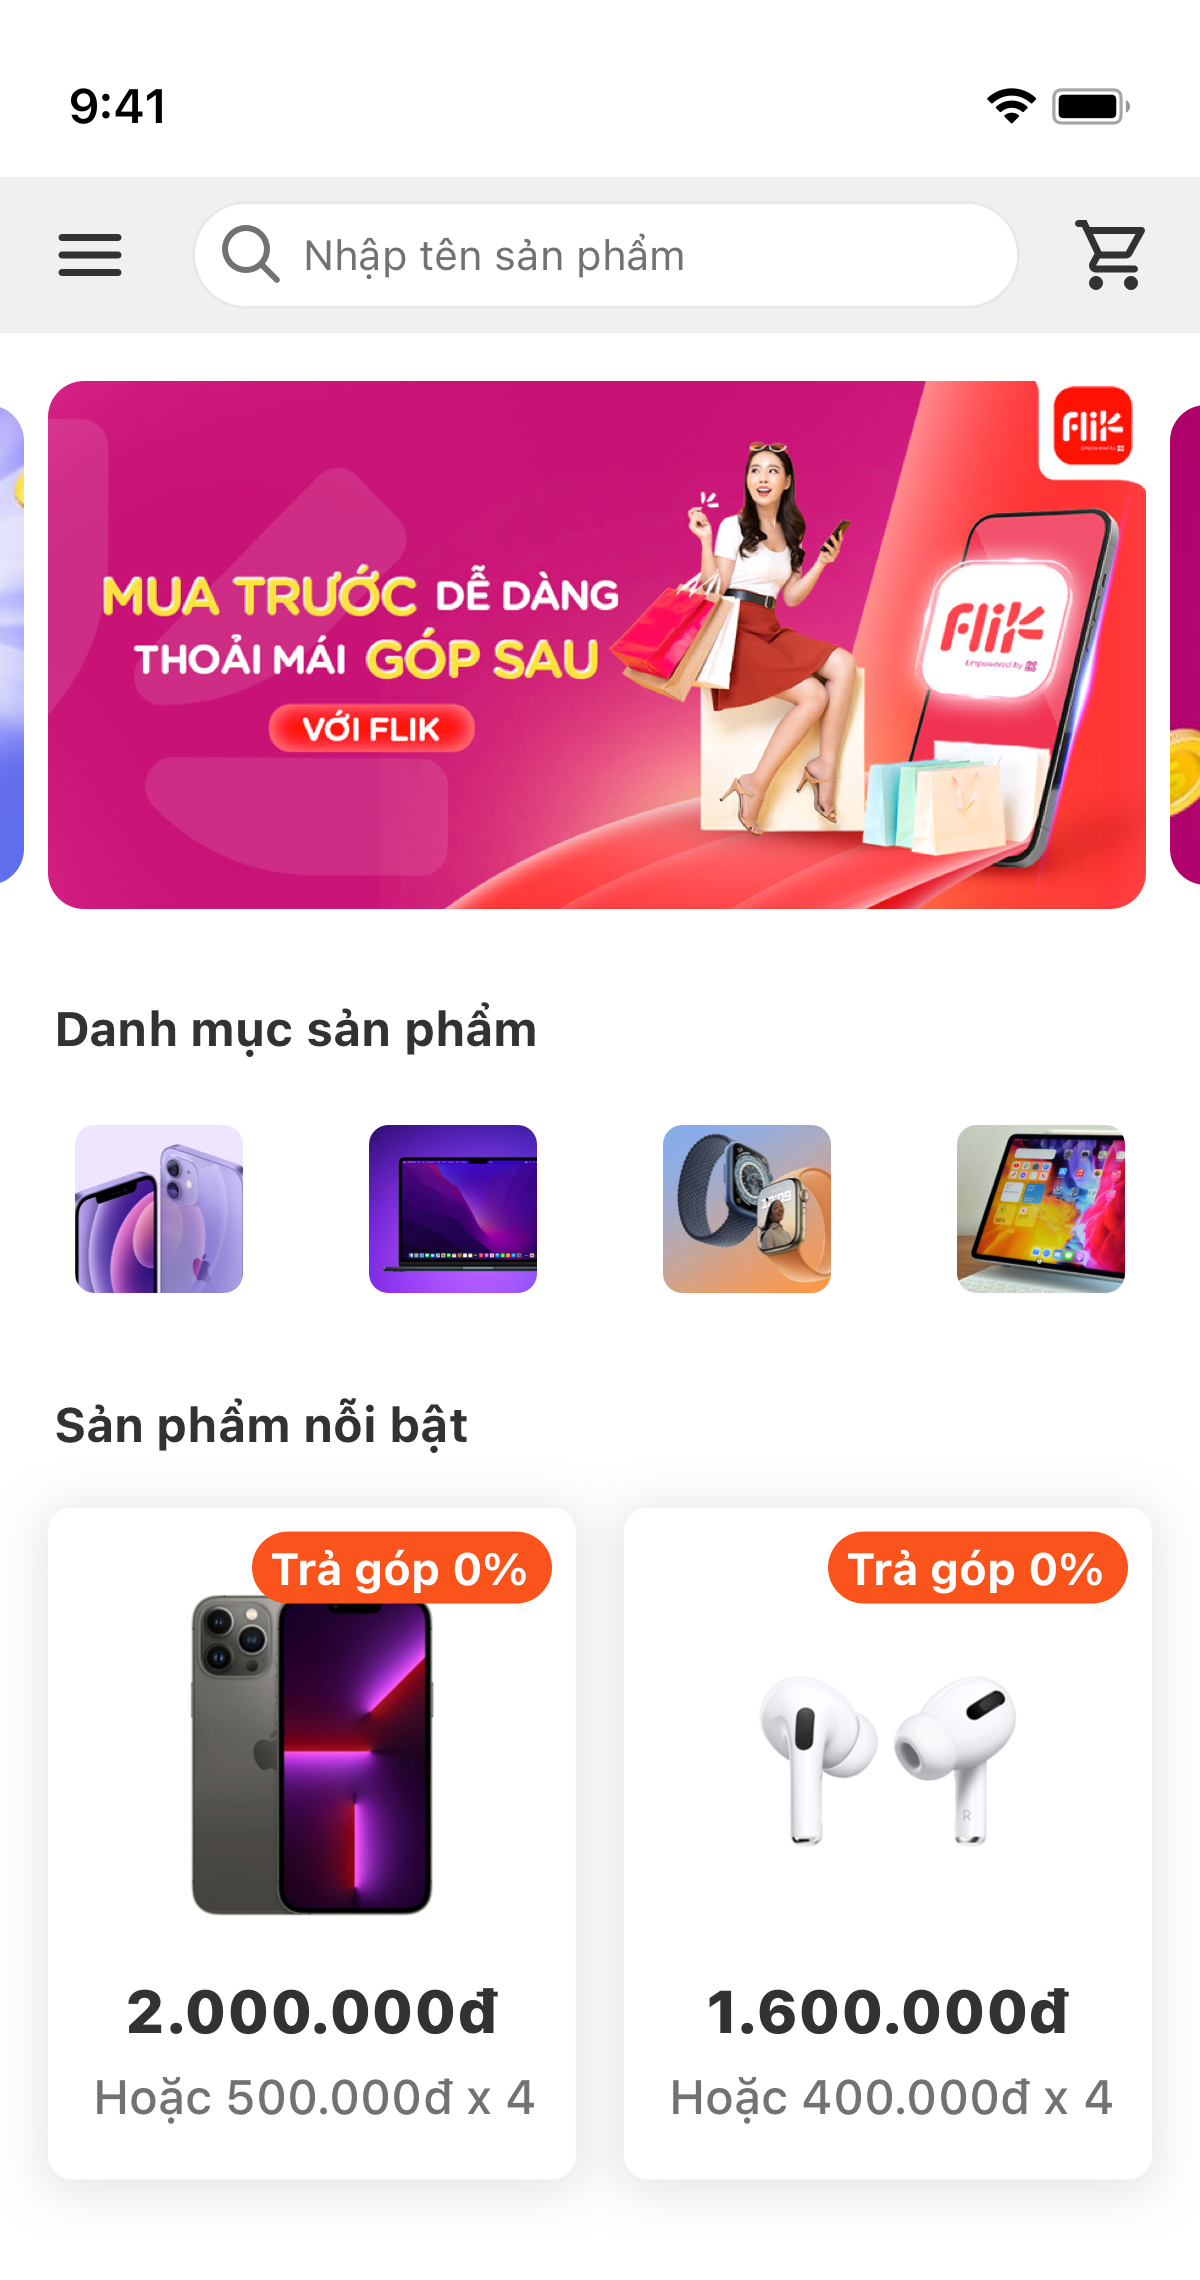 9:41
Nhập tên sản phẩm
Flik
MUA TRƯỚC DỄ DÀNG
THOẢI MÁI GÓP SAU
VỚI FLIK
Flik
Empowered by momo
Danh mục sản phẩm
Sản phẩm nỗi bật
Trả góp 0%
Trả góp 0%
R
2.000.000đ
1.600.000đ
Hoặc 500.000đ x 4
Hoặc 400.000đ x 4